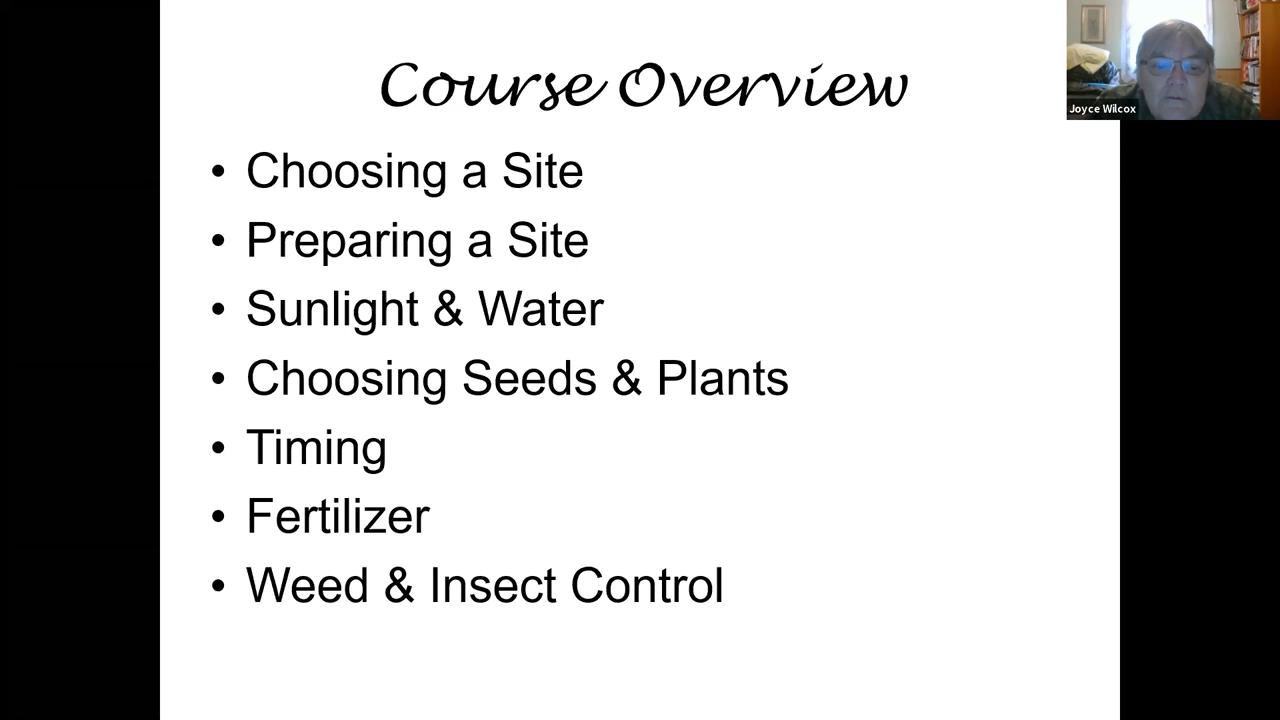 Course Overview
Joyce Wilcox
• Choosing a Site
• Preparing a Site
• Sunlight & Water
• Choosing Seeds & Plants
• Timing
• Fertilizer
• Weed & Insect Control